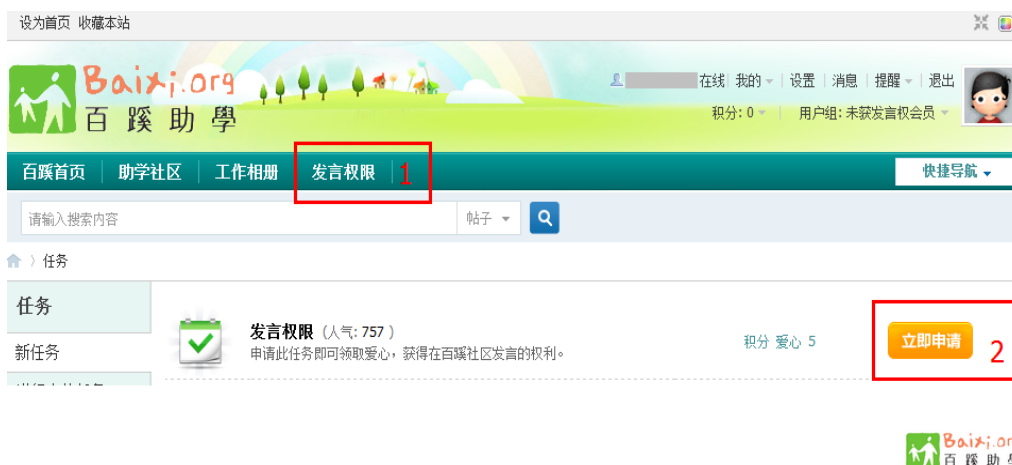 设为首页 收藏本站
Baixi.org
百蹊助學
在线 我的 设置 消息 提醒 退出
积分: 0 用户组: 未获发言权会员
百蹊首页 助学社区 工作相册 发言权限 1
快捷导航
请输入搜索内容 帖子
任务
任务
发言权限 (人气: 757 )
申请此任务即可领取爱心，获得在百蹊社区发言的权利。
积分 爱心 5
立即申请 2
新任务
Baixi.or
百蹊助